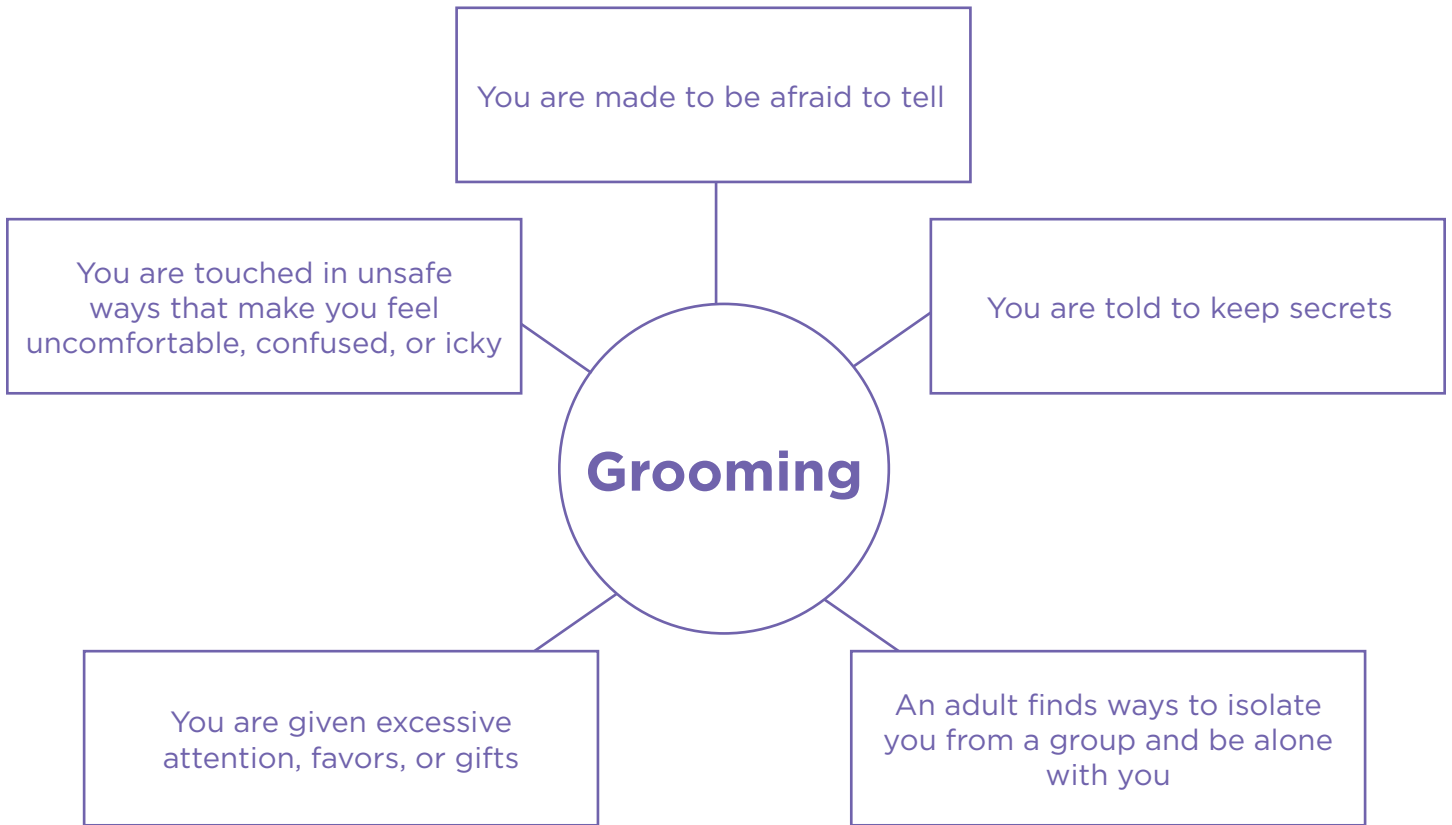 You are made to be afraid to tell
You are touched in unsafe
ways that make you feel
uncomfortable, confused, or icky
You are told to keep secrets
Grooming
You are given excessive
attention, favors, or gifts
An adult finds ways to isolate
you from a group and be alone
with you